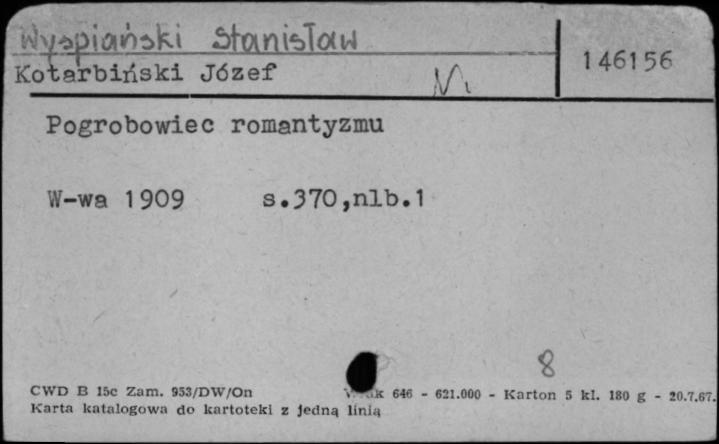 Wyspiański Stanisław
146156
Kotarbiński Józef
Pogrobowiec romantyzmu
W-wa 1909 s.370,nlb.1
8
CWD B 15c Zam. 953/DW/On 646 - 621.000 - Karton 5 kl. 180 g - 20.7.67.
Karta katalogowa do kartoteki z jedną linią